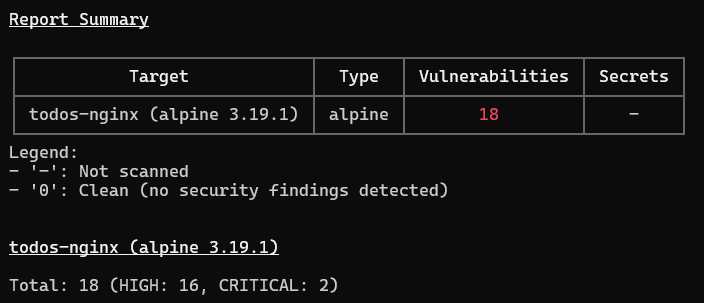 Report Summary
Target Type Vulnerabilities Secrets
todos-nginx (alpine 3.19.1) alpine 18 -
Legend:
- '-': Not scanned
- '0': Clean (no security findings detected)
todos-nginx (alpine 3.19.1)
Total: 18 (HIGH: 16, CRITICAL: 2)